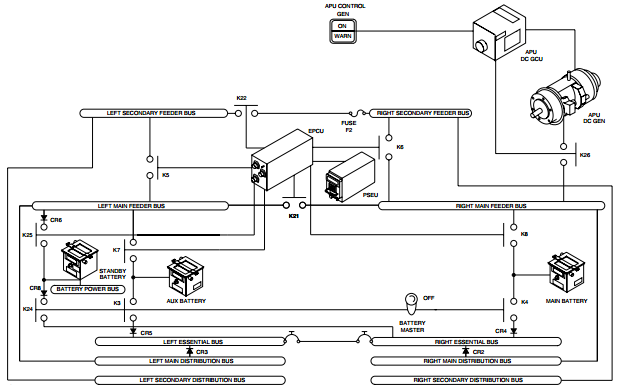 APU CONTROL
GEN
ON
WARN
APU
DC GCU
APU
DC GEN
K22
LEFT SECONDARY FEEDER BUS
FUSE
F2
RIGHT SECONDARY FEEDER BUS
EPCU
K6
K26
K5
PSEU
LEFT MAIN FEEDER BUS
K21
RIGHT MAIN FEEDER BUS
CR6
K25
K7
K8
STANDBY
BATTERY
CR8
BATTERY POWER BUS
AUX BATTERY
MAIN BATTERY
OFF
K24
K3
K4
BATTERY
MASTER
CR5
CR4
LEFT ESSENTIAL BUS
RIGHT ESSENTIAL BUS
CR3
CR2
LEFT MAIN DISTRIBUTION BUS
RIGHT MAIN DISTRIBUTION BUS
LEFT SECONDARY DISTRIBUTION BUS
RIGHT SECONDARY DISTRIBUTION BUS